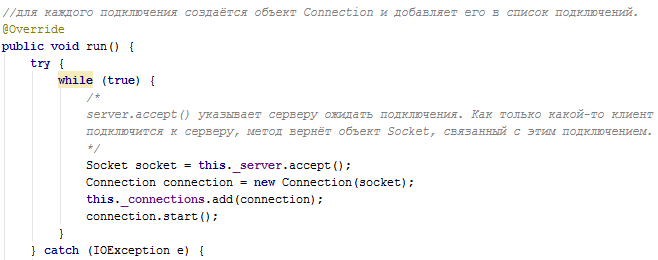 //для каждого подключения создаётся объект Connection и добавляет его в список подключений.
@Override
public void run() {
try {
while (true) {
/*
server.accept() указывает серверу ожидать подключения. Как только какой-то клиент
подключится к серверу, метод вернёт объект Socket, связанный с этим подключением.
*/
Socket socket = this._server.accept();
Connection connection = new Connection(socket);
this._connections.add(connection);
connection.start();
}
} catch (IOException e) {